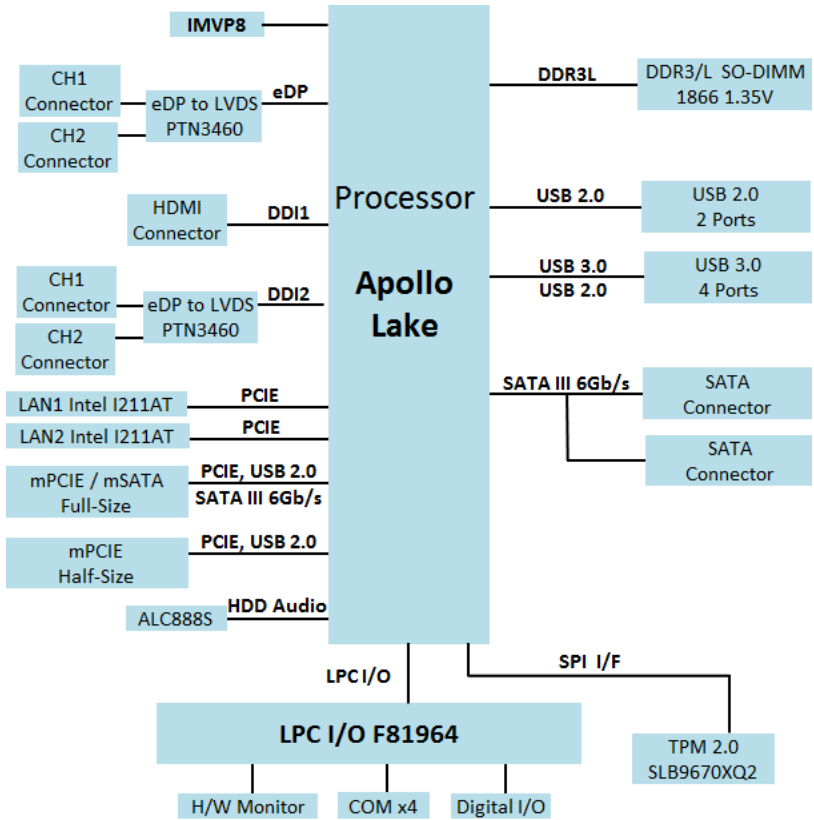 IMVP8
CH1
Connector
eDP to LVDS
PTN3460
eDP
CH2
Connector
HDMI
Connector
DDI1
CH1
Connector
eDP to LVDS
PTN3460
DDI2
CH2
Connector
LAN1 Intel I211AT
PCIE
LAN2 Intel I211AT
PCIE
mPCIE / mSATA
Full-Size
PCIE, USB 2.0
SATA III 6Gb/s
mPCIE
Half-Size
PCIE, USB 2.0
ALC888S
HDD Audio
Processor
Apollo
Lake
DDR3L
DDR3/L SO-DIMM
1866 1.35V
USB 2.0
USB 2.0
2 Ports
USB 3.0
USB 2.0
USB 3.0
4 Ports
SATA III 6Gb/s
SATA
Connector
SATA
Connector
LPC I/O
SPI I/F
LPC I/O F81964
TPM 2.0
SLB9670XQ2
H/W Monitor
COM x4
Digital I/O